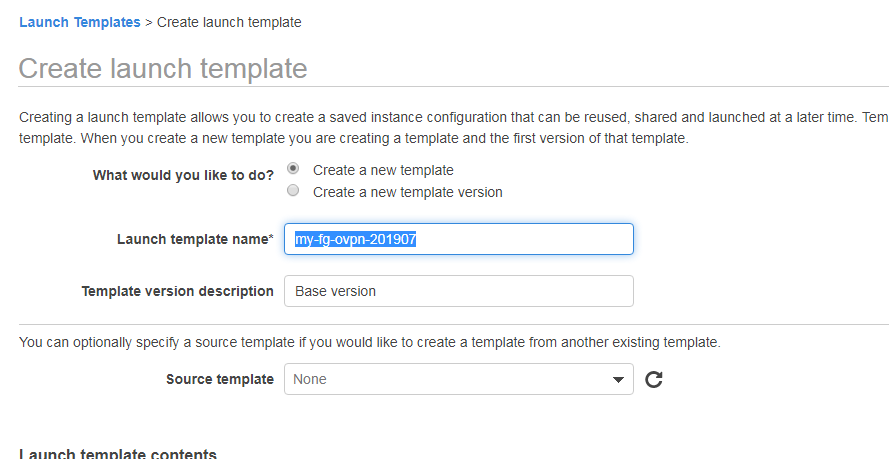 Launch Templates > Create launch template
Create launch template
Creating a launch template allows you to create a saved instance configuration that can be reused, shared and launched at a later time. Tem
template. When you create a new template you are creating a template and the first version of that template.
What would you like to do? Create a new template
Create a new template version
Launch template name* my-fg-ovpn-201907
Template version description Base version
You can optionally specify a source template if you would like to create a template from another existing template.
Source template None
Launch template contents